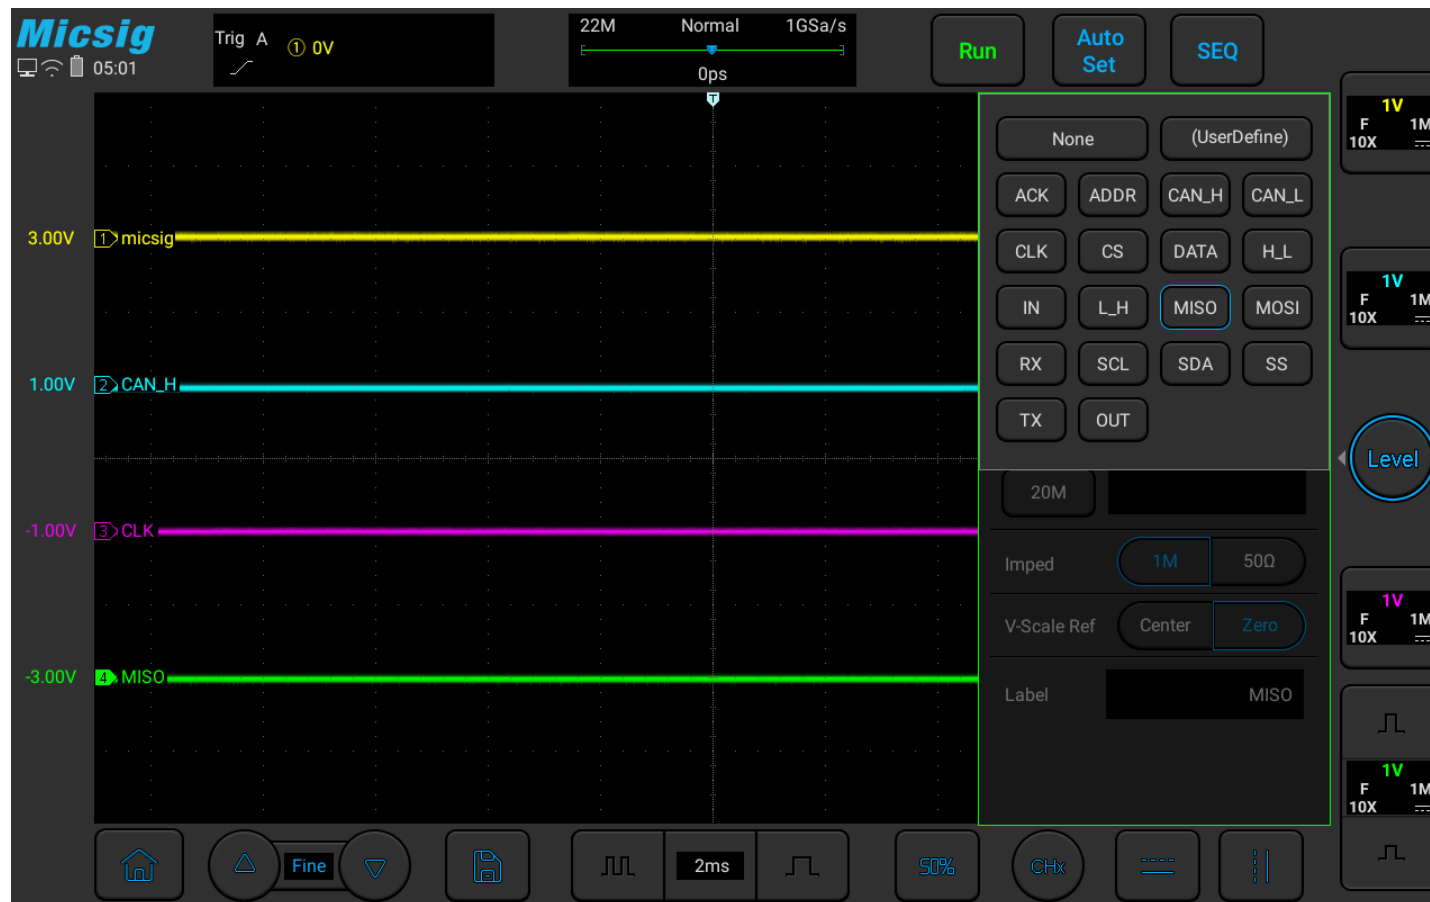 Micsig
05:01
Trig A ① 0V
22M Normal 1GSa/s
T
0ps
Run
Auto
Set
SEQ
None (UserDefine)
ACK ADDR CAN_H CAN_L
CLK CS DATA H_L
IN L_H MISO MOSI
RX SCL SDA SS
TX OUT
20M
Imped 1M 50Ω
V-Scale Ref Center Zero
Label MISO
3.00V 1 micsig
1.00V 2 CAN_H
-1.00V 3 CLK
-3.00V 4 MISO
1V
F 1M
10X
1V
F 1M
10X
Level
1V
F 1M
10X
1V
F 1M
10X
Fine
2ms
50%
CHx